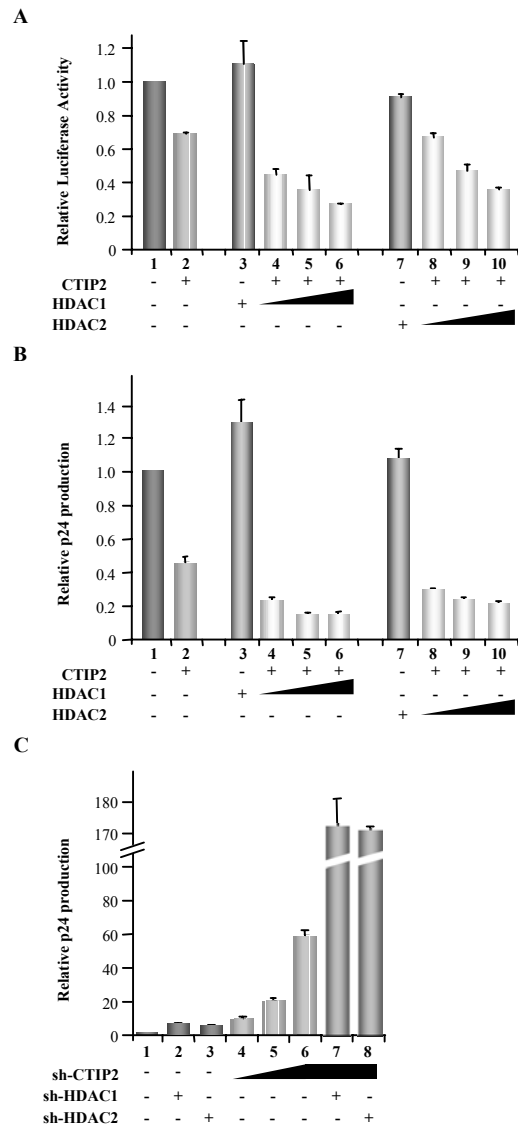 A
Relative Luciferase Activity
1.2
1.0
0.8
0.6
0.4
0.2
0
1 2 3 4 5 6 7 8 9 10
CTIP2 - + - + + + - + + +
HDAC1 - - + - - - -
HDAC2 - - - - - - +
B
Relative p24 production
1.4
1.2
1.0
0.8
0.6
0.4
0.2
0
1 2 3 4 5 6 7 8 9 10
CTIP2 - + - + + + - + + +
HDAC1 - - + - - - -
HDAC2 - - - - - - +
C
Relative p24 production
180
170
100
80
60
40
20
0
1 2 3 4 5 6 7 8
sh-CTIP2 - - -
sh-HDAC1 - + - - - - + -
sh-HDAC2 - - + - - - - +